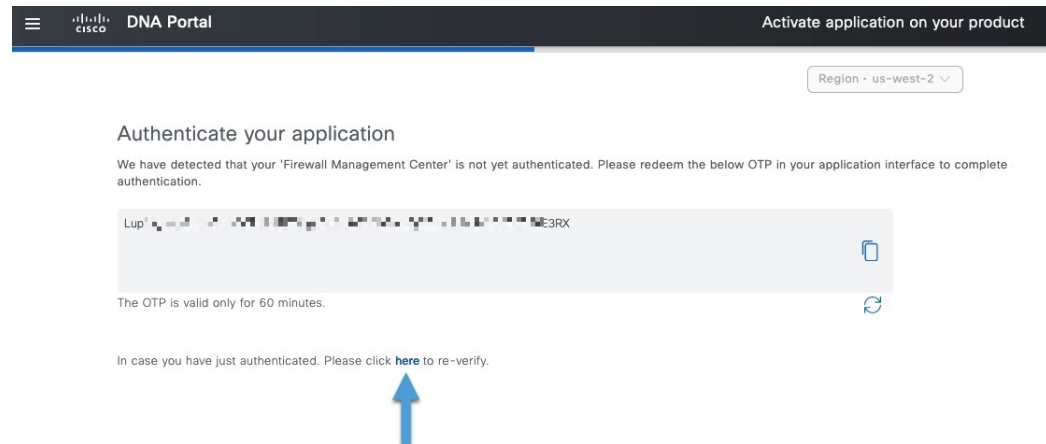 cisco DNA Portal
Activate application on your product
Region · us-west-2
Authenticate your application
We have detected that your 'Firewall Management Center' is not yet authenticated. Please redeem the below OTP in your application interface to complete
authentication.
Lup E3RX
The OTP is valid only for 60 minutes.
In case you have just authenticated. Please click here to re-verify.